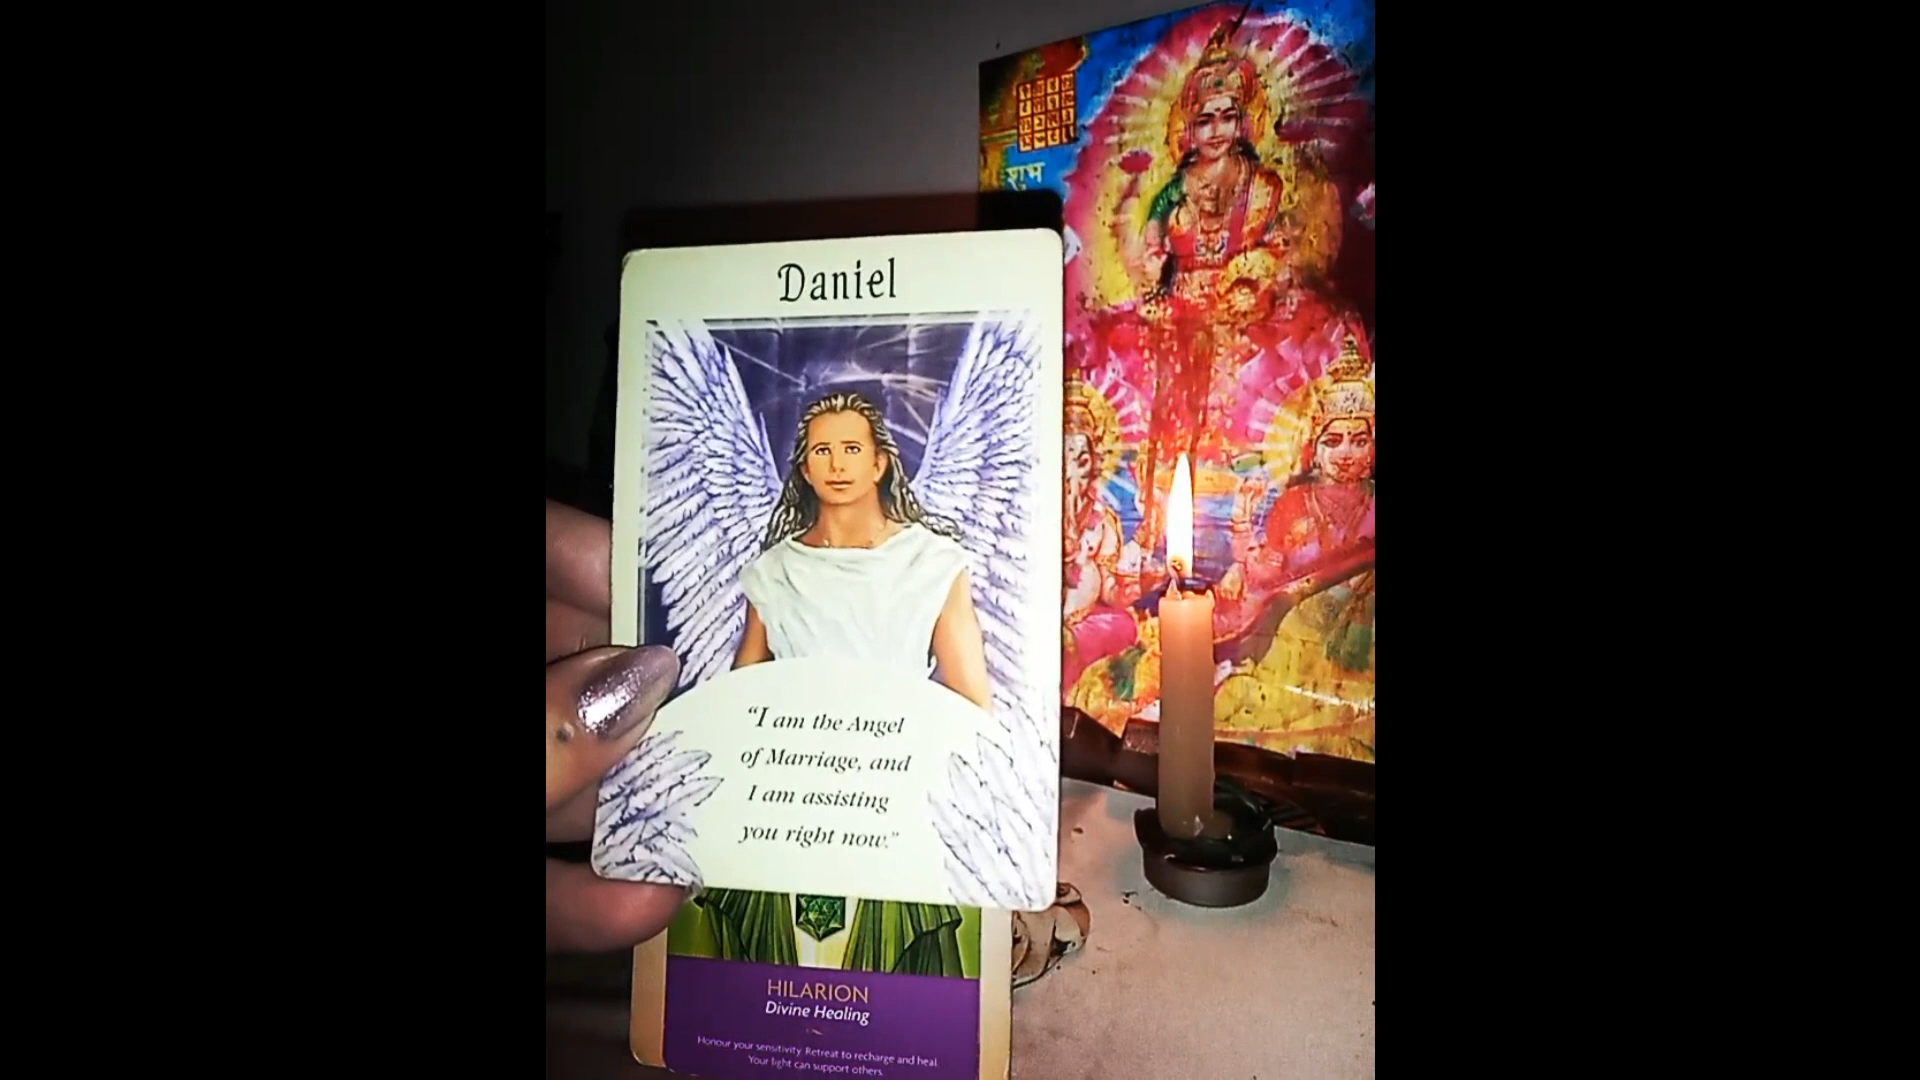 Daniel
"I am the Angel
of Marriage, and
I am assisting
you right now."
HILARION
Divine Healing
Honour your sensitivity. Retreat to recharge and heal.
Your light can support others.
शुभ